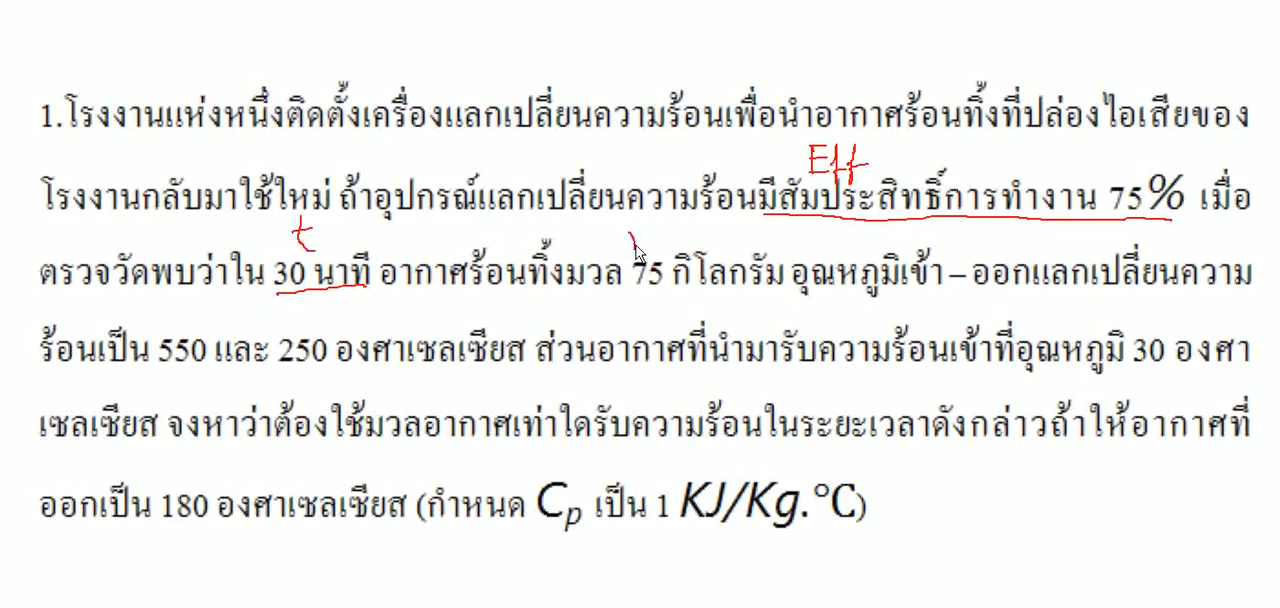 1.โรงงานแห่งหนึ่งติดตั้งเครื่องแลกเปลี่ยนความร้อนเพื่อนำอากาศร้อนทิ้งที่ปล่องไอเสียของ
Eff
โรงงานกลับมาใช้ใหม่ ถ้าอุปกรณ์แลกเปลี่ยนความร้อนมีสัมประสิทธิ์การทำงาน 75% เมื่อ
t
ตรวจวัดพบว่าใน 30 นาที อากาศร้อนทิ้งมวล 75 กิโลกรัม อุณหภูมิเข้า – ออกแลกเปลี่ยนความ
ร้อนเป็น 550 และ 250 องศาเซลเซียส ส่วนอากาศที่นำมารับความร้อนเข้าที่อุณหภูมิ 30 องศา
เซลเซียส จงหาว่าต้องใช้มวลอากาศเท่าใดรับความร้อนในระยะเวลาดังกล่าวถ้าให้อากาศที่
ออกเป็น 180 องศาเซลเซียส (กำหนด Cp เป็น 1 KJ/Kg.°C)